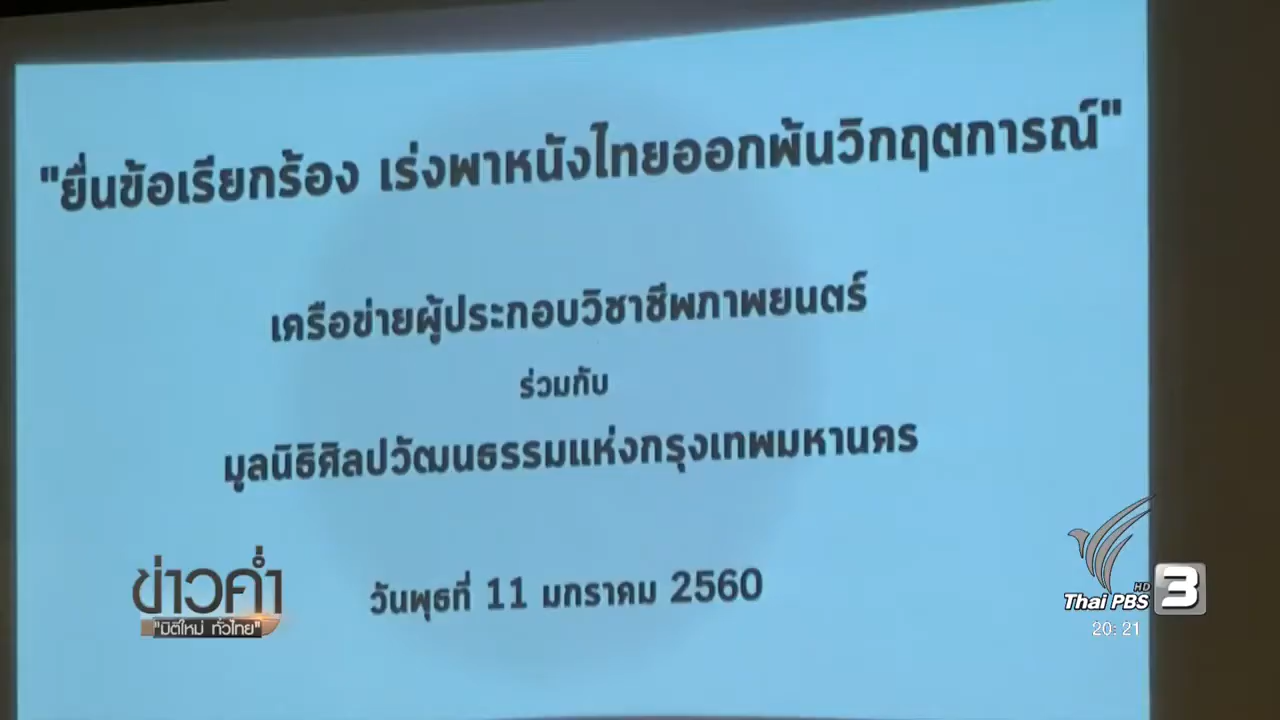 "ยื่นข้อเรียกร้อง เร่งพาหนังไทยออกพ้นวิกฤตการณ์"
เครือข่ายผู้ประกอบวิชาชีพภาพยนตร์
ร่วมกับ
มูลนิธิศิลปวัฒนธรรมแห่งกรุงเทพมหานคร
วันพุธที่ 11 มกราคม 2560
ข่าวค่ำ
"มิติใหม่ ทั่วไทย"
HD
Thai PBS 3
20:21